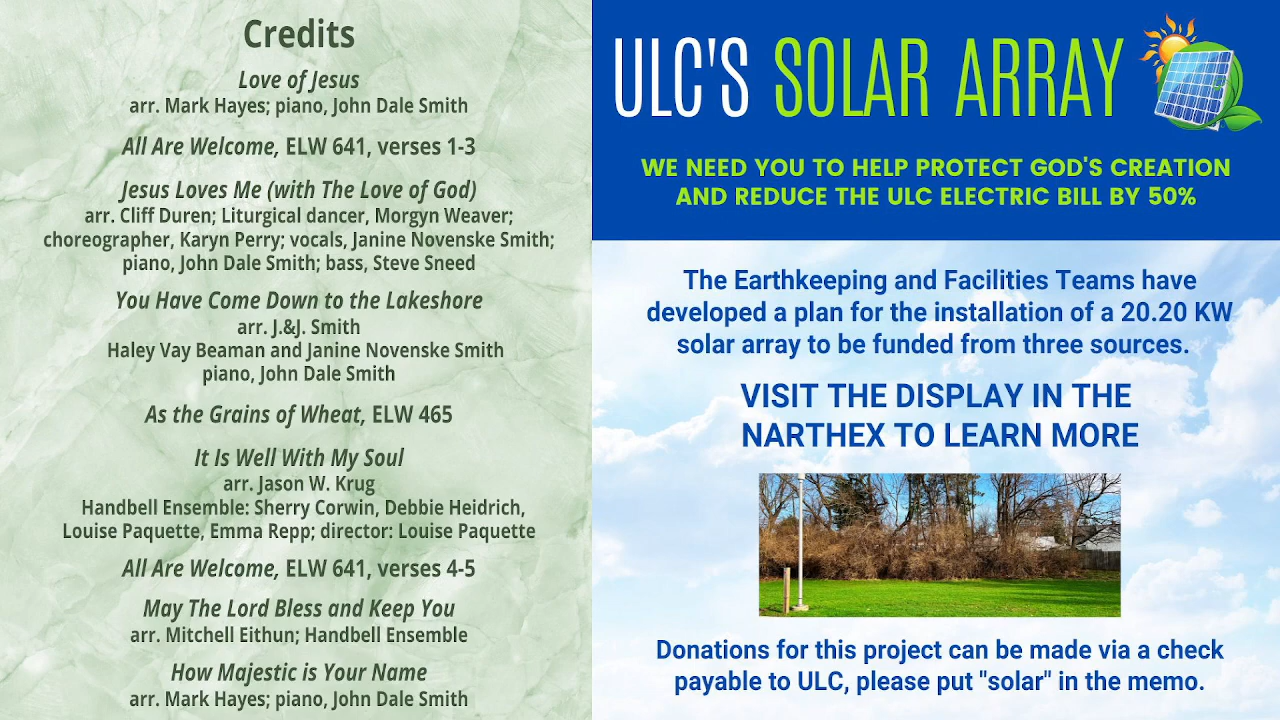 Credits
Love of Jesus
arr. Mark Hayes; piano, John Dale Smith
All Are Welcome, ELW 641, verses 1-3
Jesus Loves Me (with The Love of God)
arr. Cliff Duren; Liturgical dancer, Morgyn Weaver;
choreographer, Karyn Perry; vocals, Janine Novenske Smith;
piano, John Dale Smith; bass, Steve Sneed
You Have Come Down to the Lakeshore
arr. J.&J. Smith
Haley Vay Beaman and Janine Novenske Smith
piano, John Dale Smith
As the Grains of Wheat, ELW 465
It Is Well With My Soul
arr. Jason W. Krug
Handbell Ensemble: Sherry Corwin, Debbie Heidrich,
Louise Paquette, Emma Repp; director: Louise Paquette
All Are Welcome, ELW 641, verses 4-5
May The Lord Bless and Keep You
arr. Mitchell Eithun; Handbell Ensemble
How Majestic is Your Name
arr. Mark Hayes; piano, John Dale Smith
ULC'S SOLAR ARRAY
WE NEED YOU TO HELP PROTECT GOD'S CREATION
AND REDUCE THE ULC ELECTRIC BILL BY 50%
The Earthkeeping and Facilities Teams have
developed a plan for the installation of a 20.20 KW
solar array to be funded from three sources.
VISIT THE DISPLAY IN THE
NARTHEX TO LEARN MORE
Donations for this project can be made via a check
payable to ULC, please put "solar" in the memo.